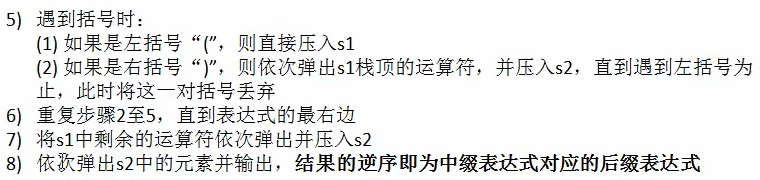 5) 遇到括号时：
(1) 如果是左括号“(”，则直接压入s1
(2) 如果是右括号“)”，则依次弹出s1栈顶的运算符，并压入s2，直到遇到左括号为
止，此时将这一对括号丢弃
6) 重复步骤2至5，直到表达式的最右边
7) 将s1中剩余的运算符依次弹出并压入s2
8) 依次弹出s2中的元素并输出，结果的逆序即为中缀表达式对应的后缀表达式